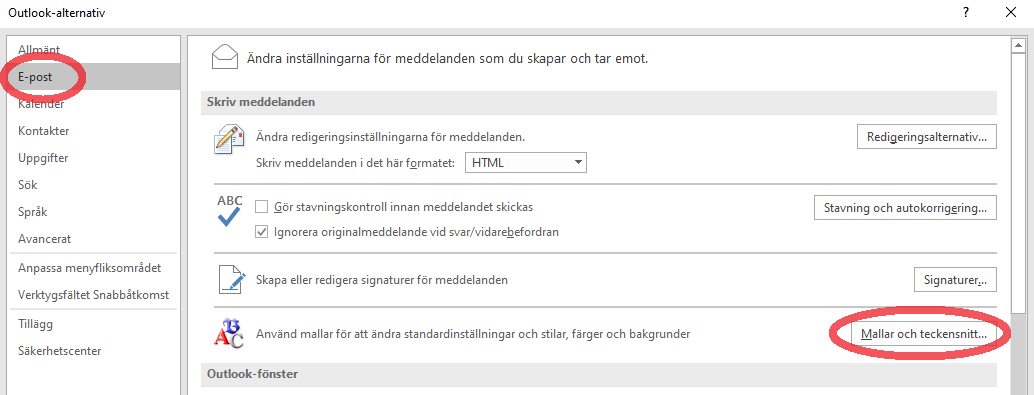 Outlook-alternativ
?
Allmänt
E-post
Kalender
Kontakter
Uppgifter
Sök
Språk
Avancerat
Anpassa menyfliksområdet
Verktygsfältet Snabbåtkomst
Tillägg
Säkerhetscenter
Ändra inställningarna för meddelanden som du skapar och tar emot.
Skriv meddelanden
Ändra redigeringsinställningarna för meddelanden.
Redigeringsalternativ...
Skriv meddelanden i det här formatet: HTML
ABC
Gör stavningskontroll innan meddelandet skickas
Stavning och autokorrigering...
Ignorera originalmeddelande vid svar/vidarebefordran
Skapa eller redigera signaturer för meddelanden
Signaturer...
ABC
Använd mallar för att ändra standardinställningar och stilar, färger och bakgrunder
Mallar och teckensnitt...
Outlook-fönster